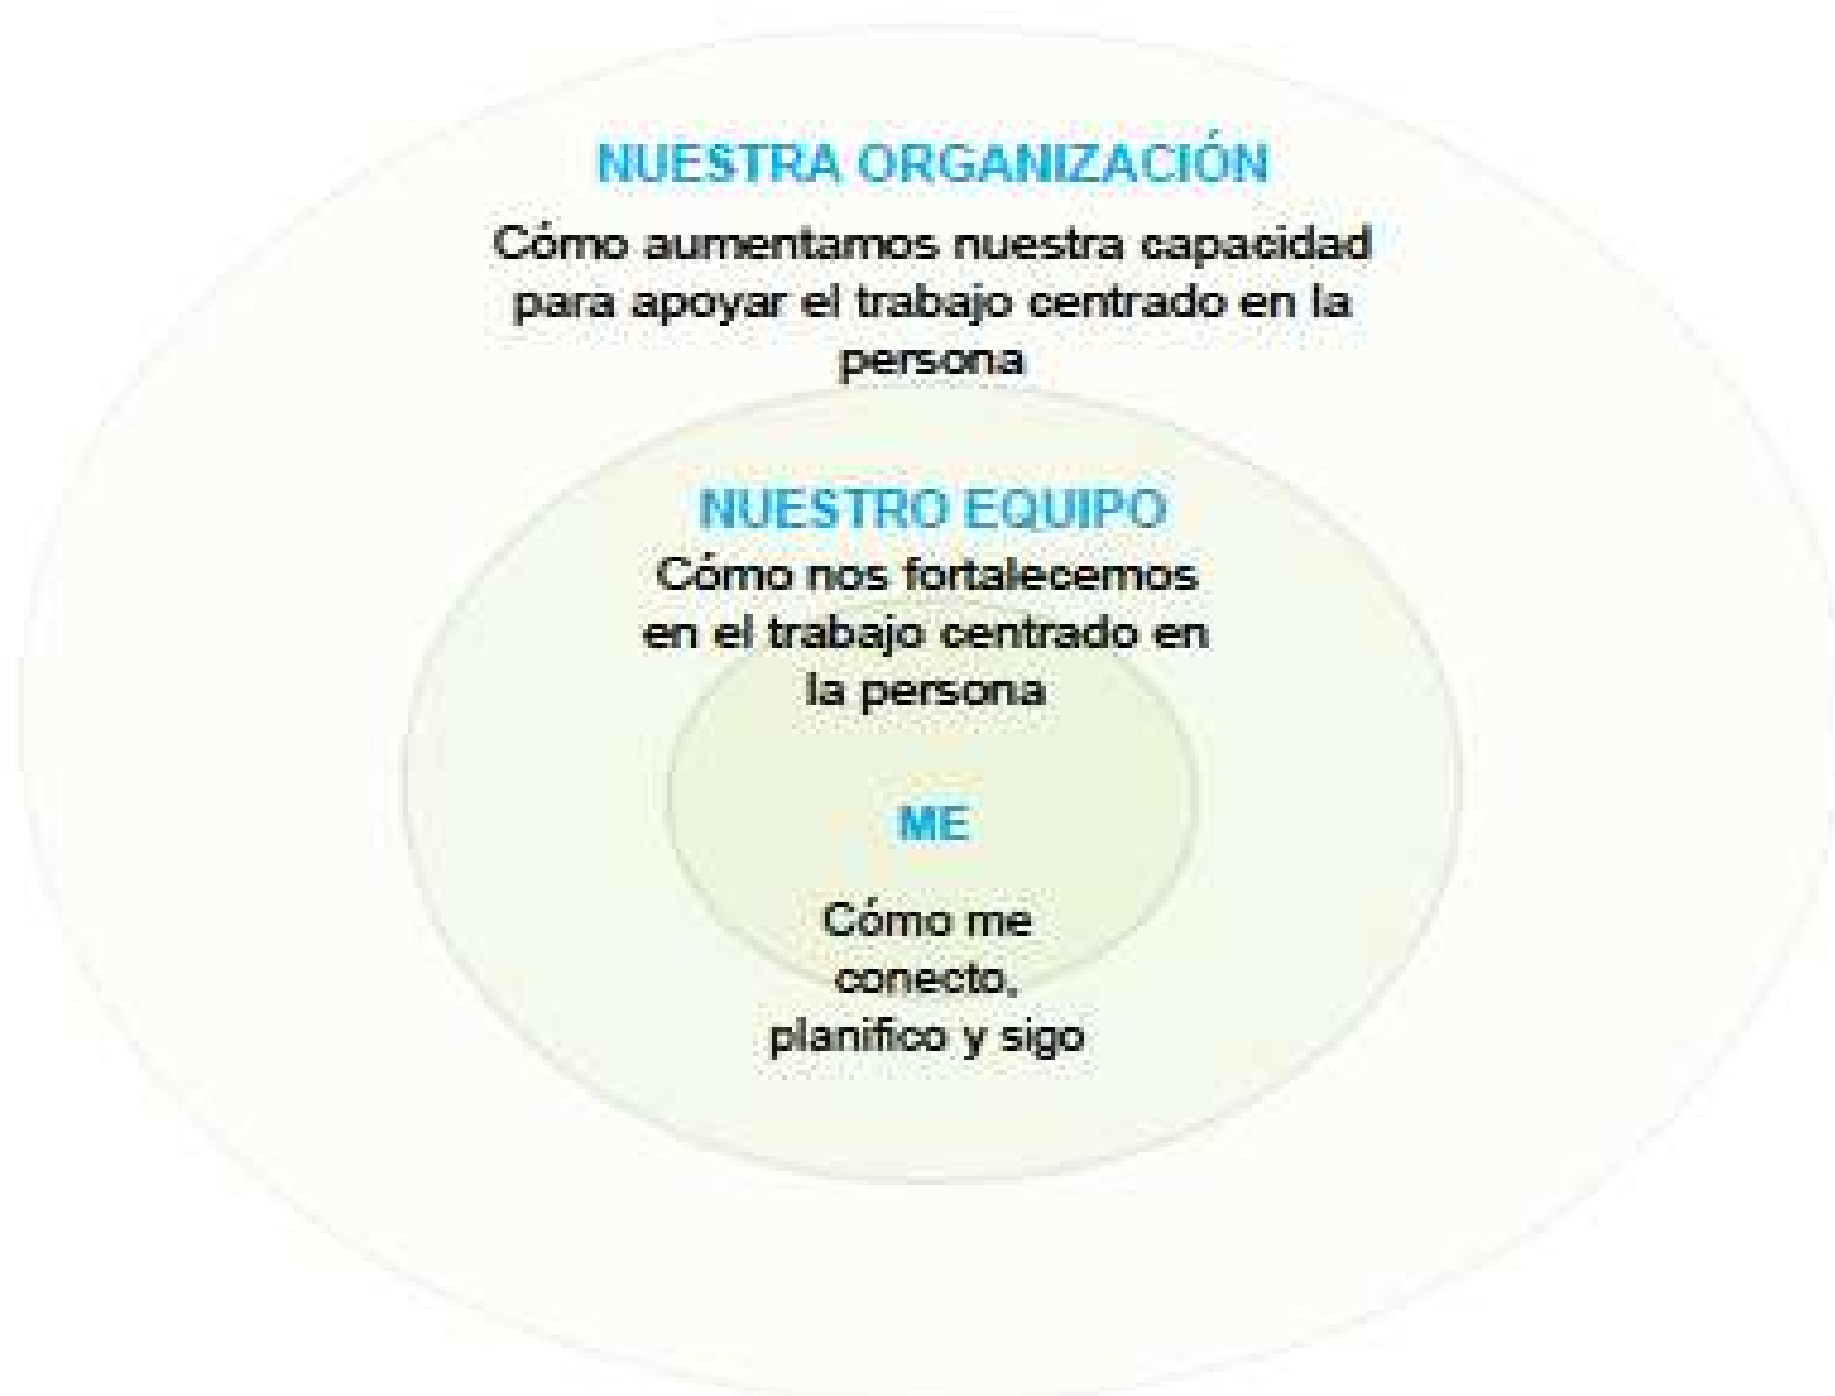 NUESTRA ORGANIZACIÓN
Cómo aumentamos nuestra capacidad
para apoyar el trabajo centrado en la
persona
NUESTRO EQUIPO
Cómo nos fortalecemos
en el trabajo centrado en
la persona
ME
Cómo me
conecto,
planifico y sigo